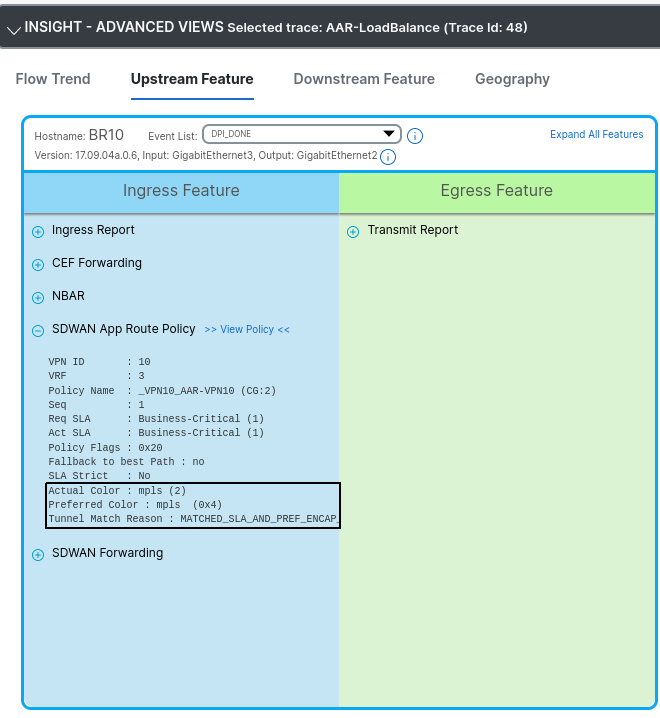 INSIGHT - ADVANCED VIEWS Selected trace: AAR-LoadBalance (Trace Id: 48)
Flow Trend Upstream Feature Downstream Feature Geography
Hostname: BR10 Event List: DPI_DONE Expand All Features
Version: 17.09.04a.0.6, Input: GigabitEthernet3, Output: GigabitEthernet2
Ingress Feature Egress Feature
Ingress Report Transmit Report
CEF Forwarding
NBAR
SDWAN App Route Policy >> View Policy <<
VPN ID : 10
VRF : 3
Policy Name : _VPN10_AAR-VPN10 (CG:2)
Seq : 1
Req SLA : Business-Critical (1)
Act SLA : Business-Critical (1)
Policy Flags : 0x20
Fallback to best Path : no
SLA Strict : No
Actual Color : mpls (2)
Preferred Color : mpls (0x4)
Tunnel Match Reason : MATCHED_SLA_AND_PREF_ENCAP_
SDWAN Forwarding